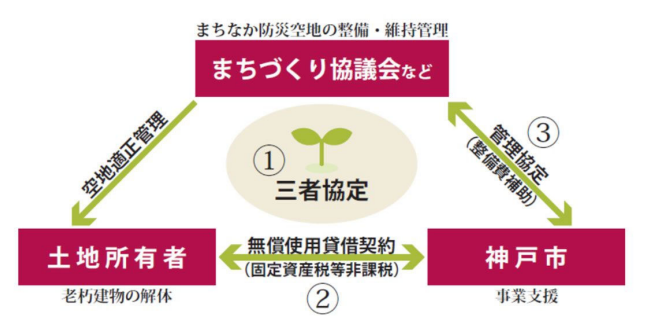 まちなか防災空地の整備・維持管理
まちづくり協議会など
空地適正管理
①
三者協定
③
管理協定
(整備費補助)
土地所有者
老朽建物の解体
無償使用貸借契約
(固定資産税等非課税)
②
神戸市
事業支援